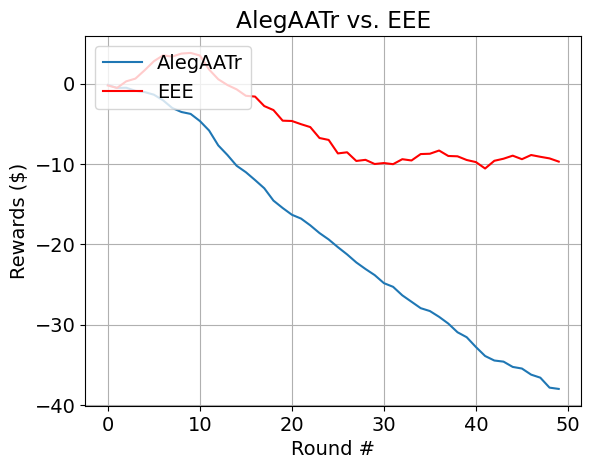 AlegAATr vs. EEE
AlegAATr
EEE
Rewards ($)
0
−10
−20
−30
−40
0 10 20 30 40 50
Round #